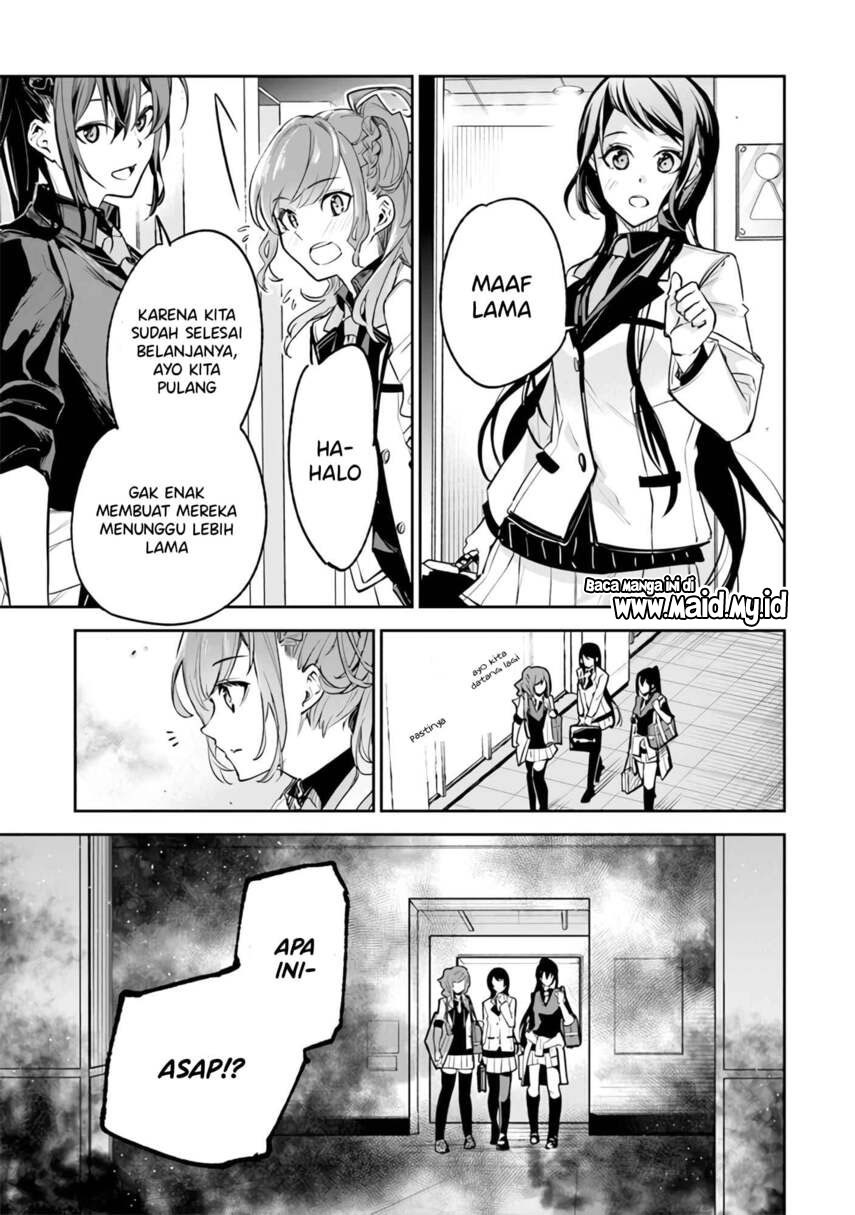 MAAF
LAMA
HA-
HALO
KARENA KITA
SUDAH SELESAI
BELANJANYA,
AYO KITA
PULANG
GAK ENAK
MEMBUAT MEREKA
MENUNGGU LEBIH
LAMA
Baca Manga ini di
www.Maid.My.id
ayo kita
datang lagi
pastinya
APA
INI-
ASAP!?